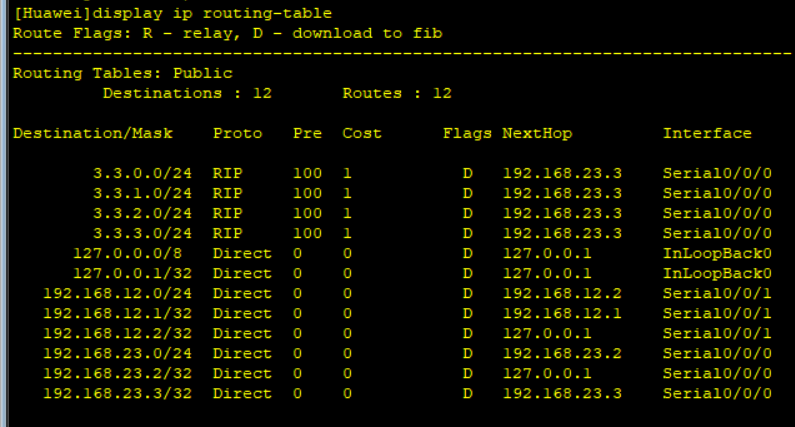 [Huawei]display ip routing-table
Route Flags: R - relay, D - download to fib
------------------------------------------------------------------------------
Routing Tables: Public
         Destinations : 12       Routes : 12

Destination/Mask    Proto   Pre  Cost      Flags NextHop         Interface

        3.3.0.0/24  RIP     100  1           D   192.168.23.3    Serial0/0/0
        3.3.1.0/24  RIP     100  1           D   192.168.23.3    Serial0/0/0
        3.3.2.0/24  RIP     100  1           D   192.168.23.3    Serial0/0/0
        3.3.3.0/24  RIP     100  1           D   192.168.23.3    Serial0/0/0
      127.0.0.0/8   Direct  0    0           D   127.0.0.1       InLoopBack0
      127.0.0.1/32  Direct  0    0           D   127.0.0.1       InLoopBack0
   192.168.12.0/24  Direct  0    0           D   192.168.12.2    Serial0/0/1
   192.168.12.1/32  Direct  0    0           D   192.168.12.1    Serial0/0/1
   192.168.12.2/32  Direct  0    0           D   127.0.0.1       Serial0/0/1
   192.168.23.0/24  Direct  0    0           D   192.168.23.2    Serial0/0/0
   192.168.23.2/32  Direct  0    0           D   127.0.0.1       Serial0/0/0
   192.168.23.3/32  Direct  0    0           D   192.168.23.3    Serial0/0/0